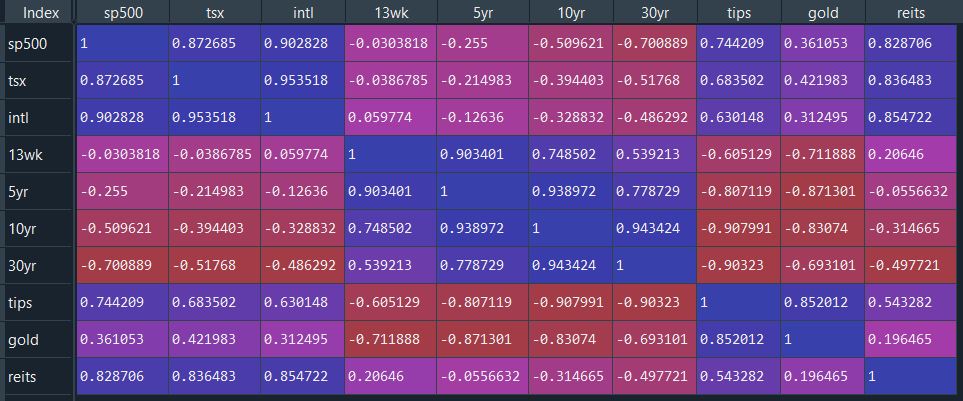 Index sp500 tsx intl 13wk 5yr 10yr 30yr tips gold reits
sp500 1 0.872685 0.902828 -0.0303818 -0.255 -0.509621 -0.700889 0.744209 0.361053 0.828706
tsx 0.872685 1 0.953518 -0.0386785 -0.214983 -0.394403 -0.51768 0.683502 0.421983 0.836483
intl 0.902828 0.953518 1 0.059774 -0.12636 -0.328832 -0.486292 0.630148 0.312495 0.854722
13wk -0.0303818 -0.0386785 0.059774 1 0.903401 0.748502 0.539213 -0.605129 -0.711888 0.20646
5yr -0.255 -0.214983 -0.12636 0.903401 1 0.938972 0.778729 -0.807119 -0.871301 -0.0556632
10yr -0.509621 -0.394403 -0.328832 0.748502 0.938972 1 0.943424 -0.907991 -0.83074 -0.314665
30yr -0.700889 -0.51768 -0.486292 0.539213 0.778729 0.943424 1 -0.90323 -0.693101 -0.497721
tips 0.744209 0.683502 0.630148 -0.605129 -0.807119 -0.907991 -0.90323 1 0.852012 0.543282
gold 0.361053 0.421983 0.312495 -0.711888 -0.871301 -0.83074 -0.693101 0.852012 1 0.196465
reits 0.828706 0.836483 0.854722 0.20646 -0.0556632 -0.314665 -0.497721 0.543282 0.196465 1